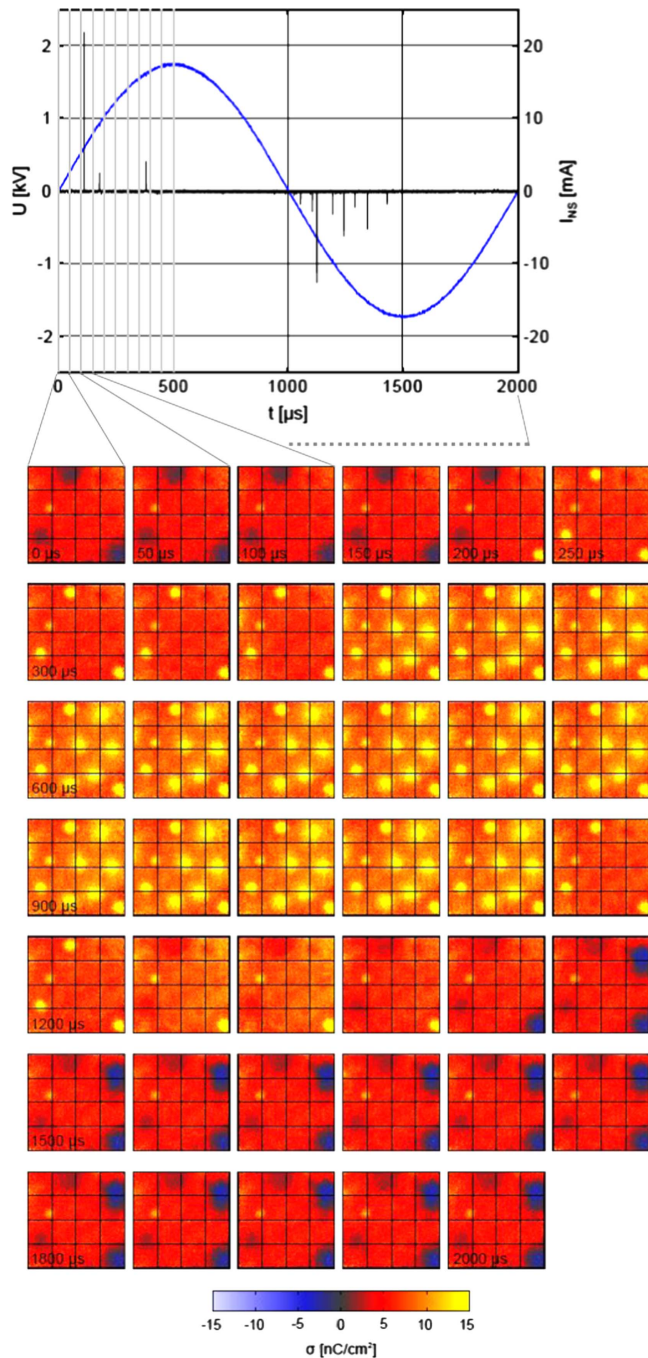 2
25
1
20
10
U [kV]
0
0
I_NS [mA]
-1
-10
-2
-20
0
500
1000
1500
2000
t [µs]
0 µs
50 µs
100 µs
150 µs
200 µs
250 µs
300 µs
600 µs
900 µs
1200 µs
1500 µs
1800 µs
2000 µs
-15
-10
-5
0
5
10
15
σ [nC/cm²]